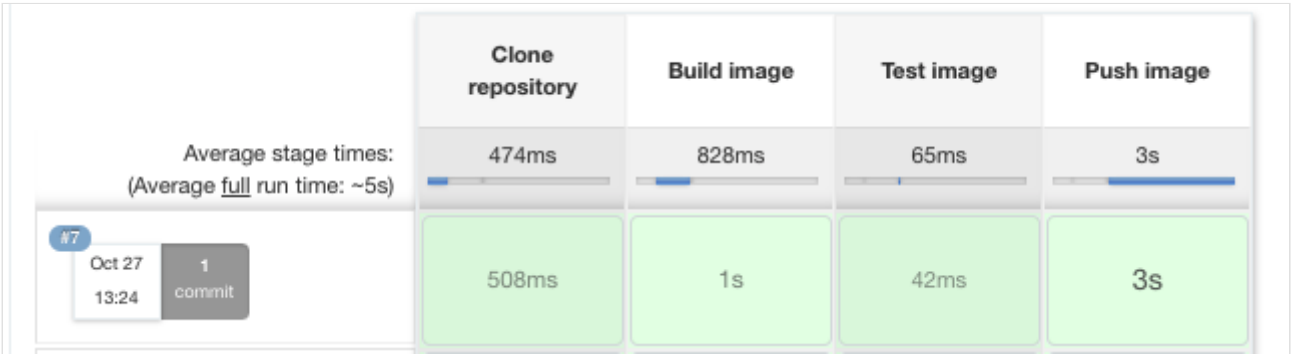 Clone
repository
Build image
Test image
Push image
Average stage times:
(Average full run time: ~5s)
474ms
828ms
65ms
3s
#7
Oct 27
13:24
1
commit
508ms
1s
42ms
3s